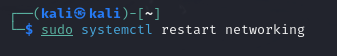 ┌──(kali㉿kali)-[~]
└─$ sudo systemctl restart networking